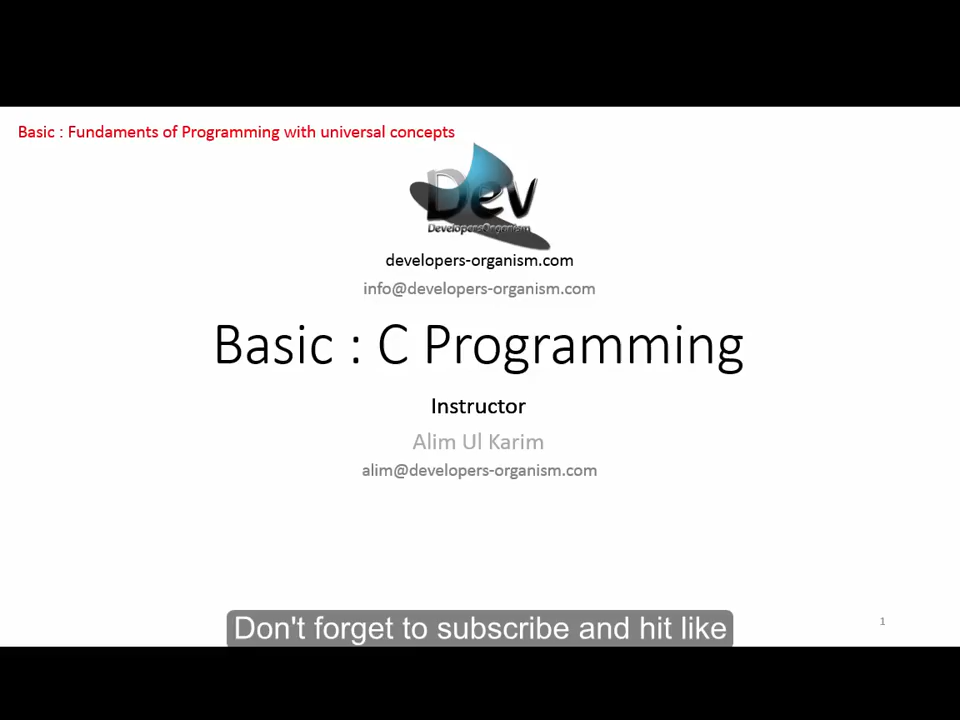 Basic : Fundaments of Programming with universal concepts
Dev
DevelopersOrganism
developers-organism.com
info@developers-organism.com
Basic : C Programming
Instructor
Alim Ul Karim
alim@developers-organism.com
Don't forget to subscribe and hit like
1